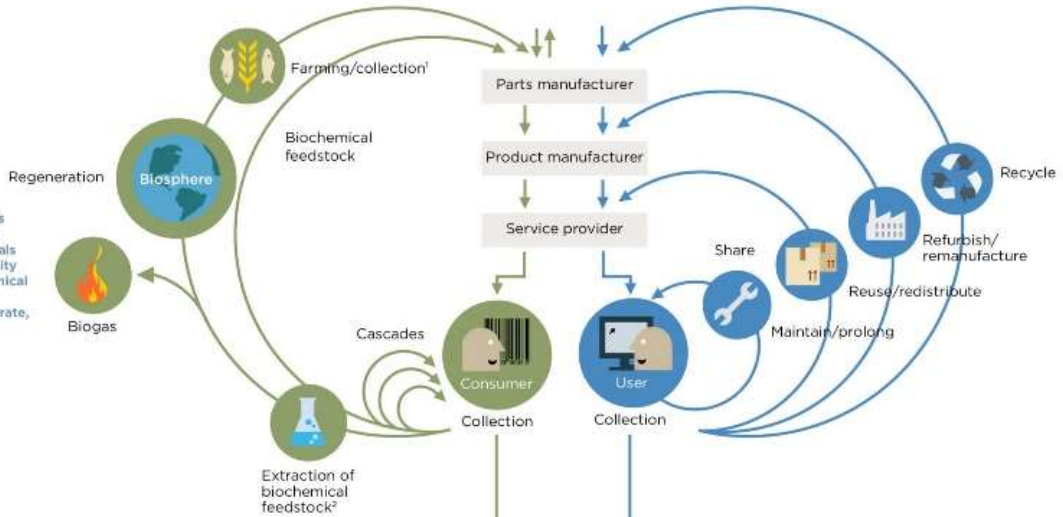 Farming/collection¹
Parts manufacturer
Biochemical
feedstock
Product manufacturer
Regeneration
Biosphere
Recycle
Service provider
Share
Refurbish/
remanufacture
Biogas
Reuse/redistribute
Cascades
Maintain/prolong
Consumer
User
Collection
Collection
Extraction of
biochemical
feedstock²
rate,